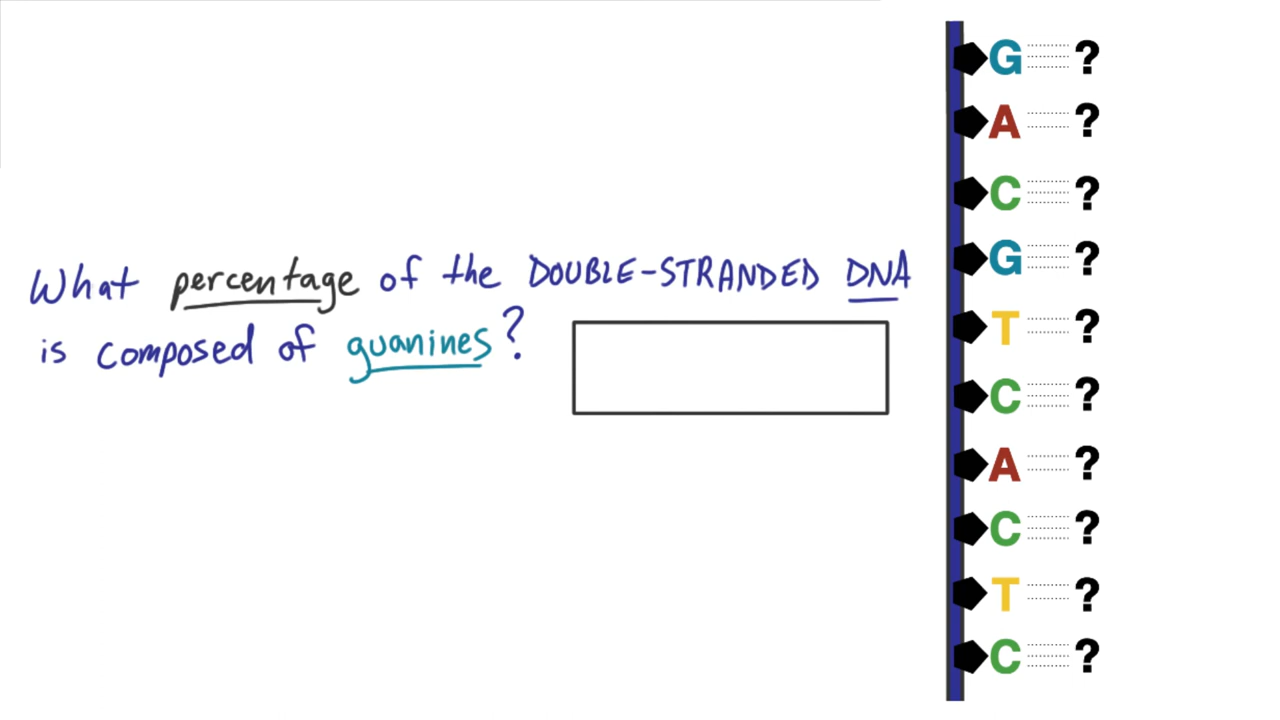 What percentage of the DOUBLE-STRANDED DNA
is composed of guanines?
G ?
A ?
C ?
G ?
T ?
C ?
A ?
C ?
T ?
C ?